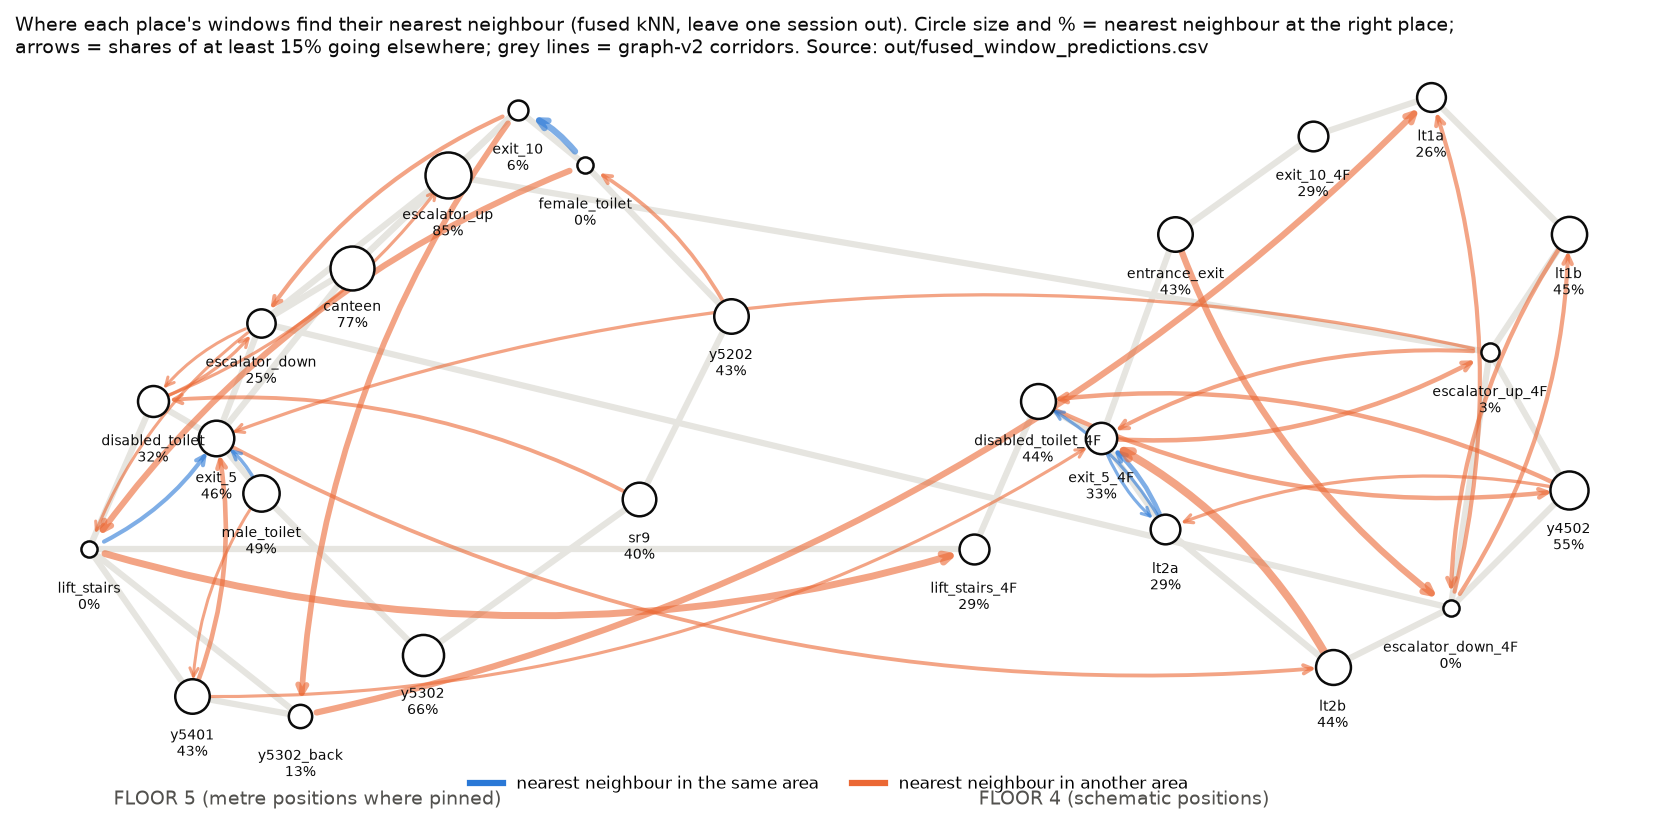 Where each place's windows find their nearest neighbour (fused kNN, leave one session out). Circle size and % = nearest neighbour at the right place;
arrows = shares of at least 15% going elsewhere; grey lines = graph-v2 corridors. Source: out/fused_window_predictions.csv
exit_10
6%
female_toilet
0%
escalator_up
85%
canteen
77%
escalator_down
25%
y5202
43%
disabled_toilet
32%
exit_5
46%
male_toilet
49%
sr9
40%
lift_stairs
0%
y5302
66%
y5401
43%
y5302_back
13%
lt1a
26%
exit_10_4F
29%
entrance_exit
43%
lt1b
45%
escalator_up_4F
3%
disabled_toilet_4F
44%
exit_5_4F
33%
y4502
55%
lt2a
29%
lift_stairs_4F
29%
escalator_down_4F
0%
lt2b
44%
nearest neighbour in the same area
nearest neighbour in another area
FLOOR 5 (metre positions where pinned)
FLOOR 4 (schematic positions)